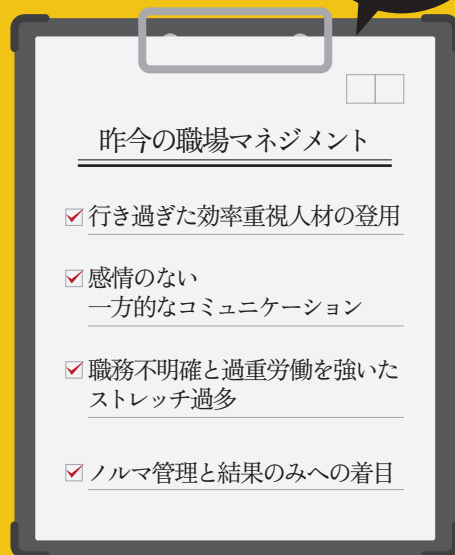 昨今の職場マネジメント
行き過ぎた効率重視人材の登用
感情のない
一方的なコミュニケーション
職務不明確と過重労働を強いた
ストレッチ過多
ノルマ管理と結果のみへの着目